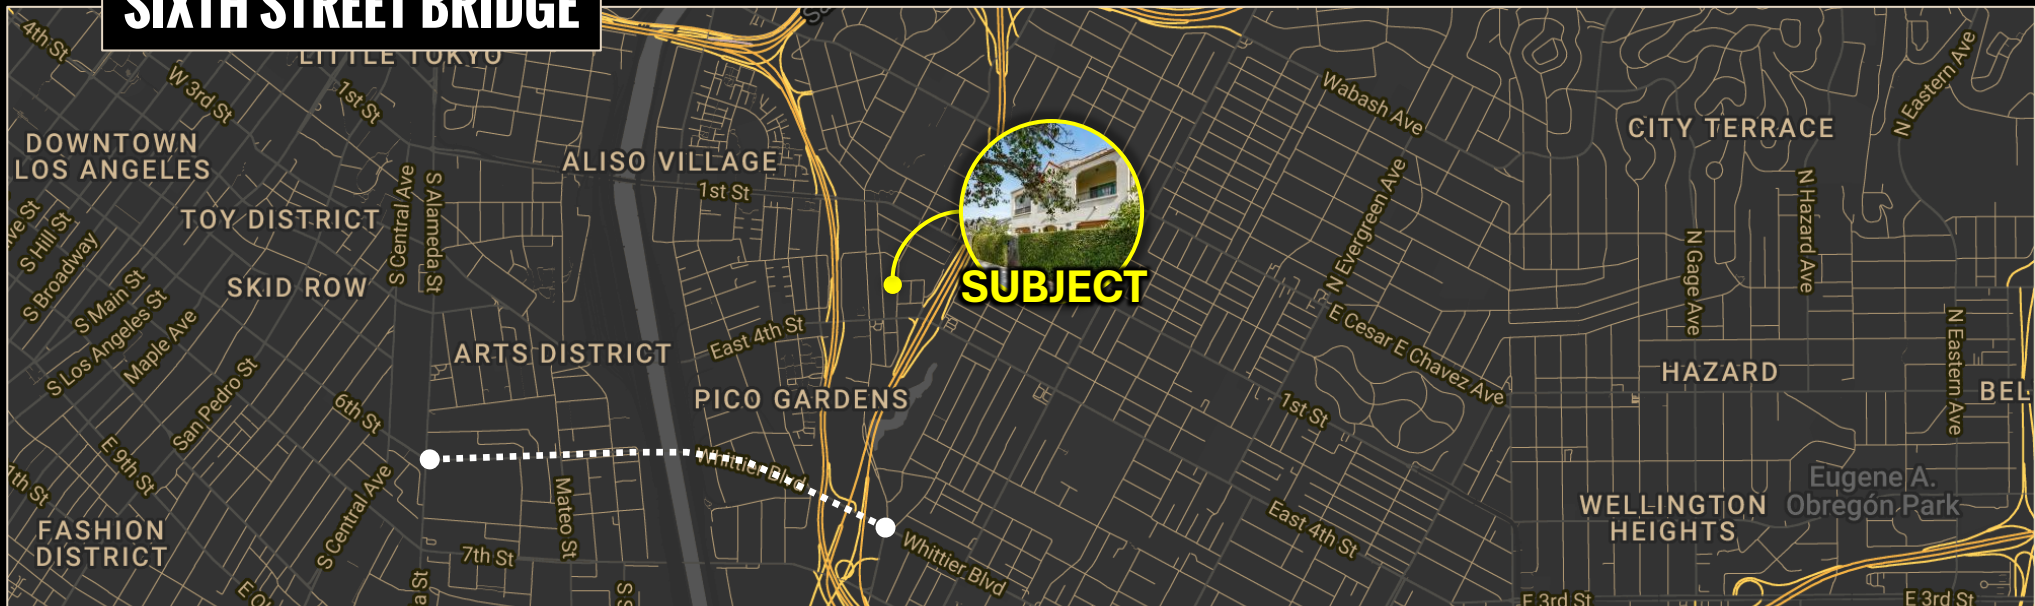 SIXTH STREET BRIDGE
4th St
LITTLE TOKYO
W 3rd St
1st St
DOWNTOWN
LOS ANGELES
ALISO VILLAGE
1st St
Wabash Ave
CITY TERRACE
N Eastern Ave
S Central Ave
S Alameda St
TOY DISTRICT
S Hill St
S Broadway
SKID ROW
S Main St
S Los Angeles St
Maple Ave
San Pedro St
SUBJECT
N Evergreen Ave
N Gage Ave
N Hazard Ave
E Cesar E Chavez Ave
East 4th St
ARTS DISTRICT
PICO GARDENS
HAZARD
N Eastern Ave
BEL
6th St
1st St
E 9th St
Whittier Blvd
Mateo St
S Central Ave
FASHION
DISTRICT
7th St
Whittier Blvd
East 4th St
WELLINGTON
HEIGHTS
Eugene A.
Obregón Park
E 3rd St
E 3rd St